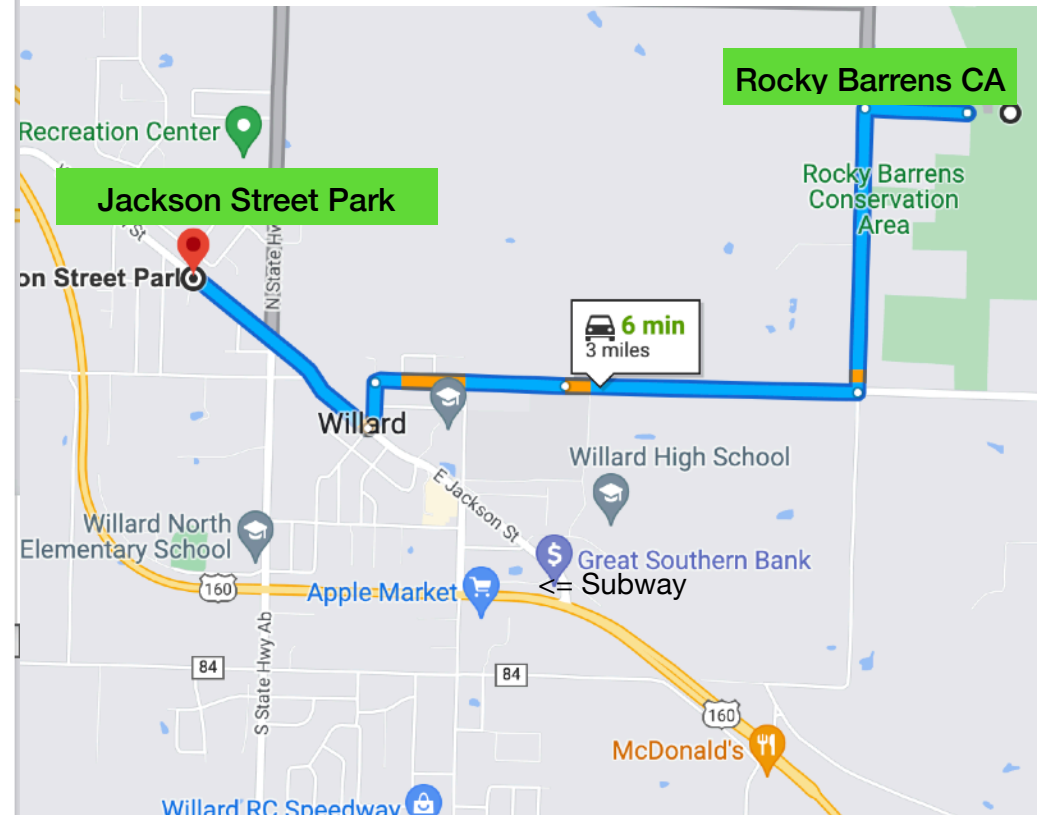 Rocky Barrens CA
Recreation Center
Rocky Barrens
Conservation
Area
Jackson Street Park
St
on Street Park
N State Hw
6 min
3 miles
Willard
Willard High School
E Jackson St
Willard North
Elementary School
Great Southern Bank
<= Subway
160
Apple Market
S State Hwy Ab
84
84
160
McDonald's
Willard RC Speedway